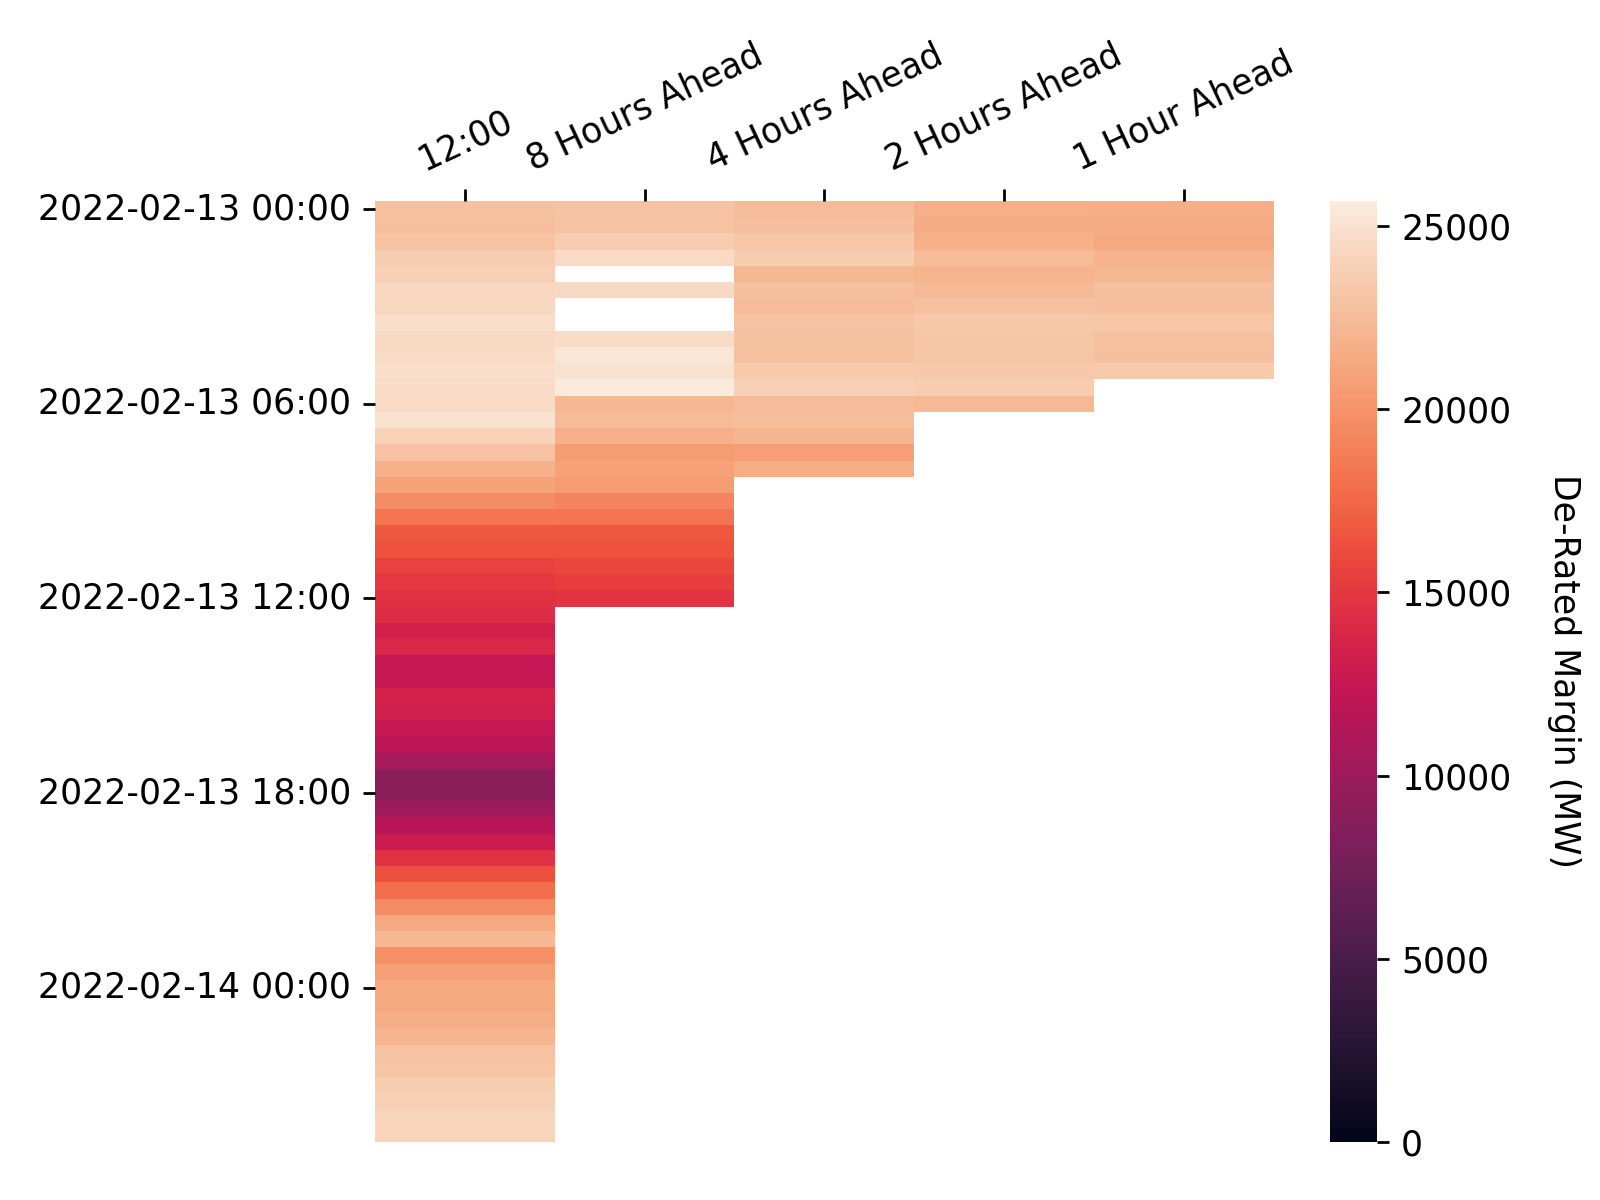 12:00
8 Hours Ahead
4 Hours Ahead
2 Hours Ahead
1 Hour Ahead
2022-02-13 00:00
2022-02-13 06:00
2022-02-13 12:00
2022-02-13 18:00
2022-02-14 00:00
25000
20000
15000
10000
5000
0
De-Rated Margin (MW)